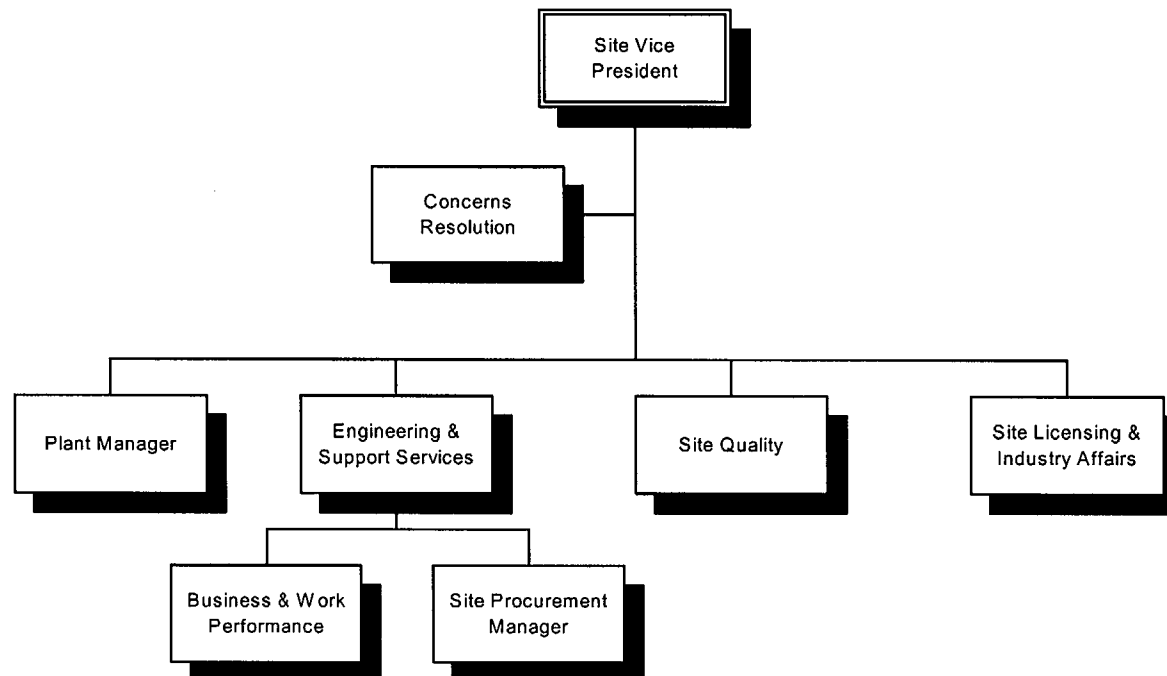 Site Vice
President
Concerns
Resolution
Plant Manager
Engineering &
Support Services
Site Quality
Site Licensing &
Industry Affairs
Business & Work
Performance
Site Procurement
Manager